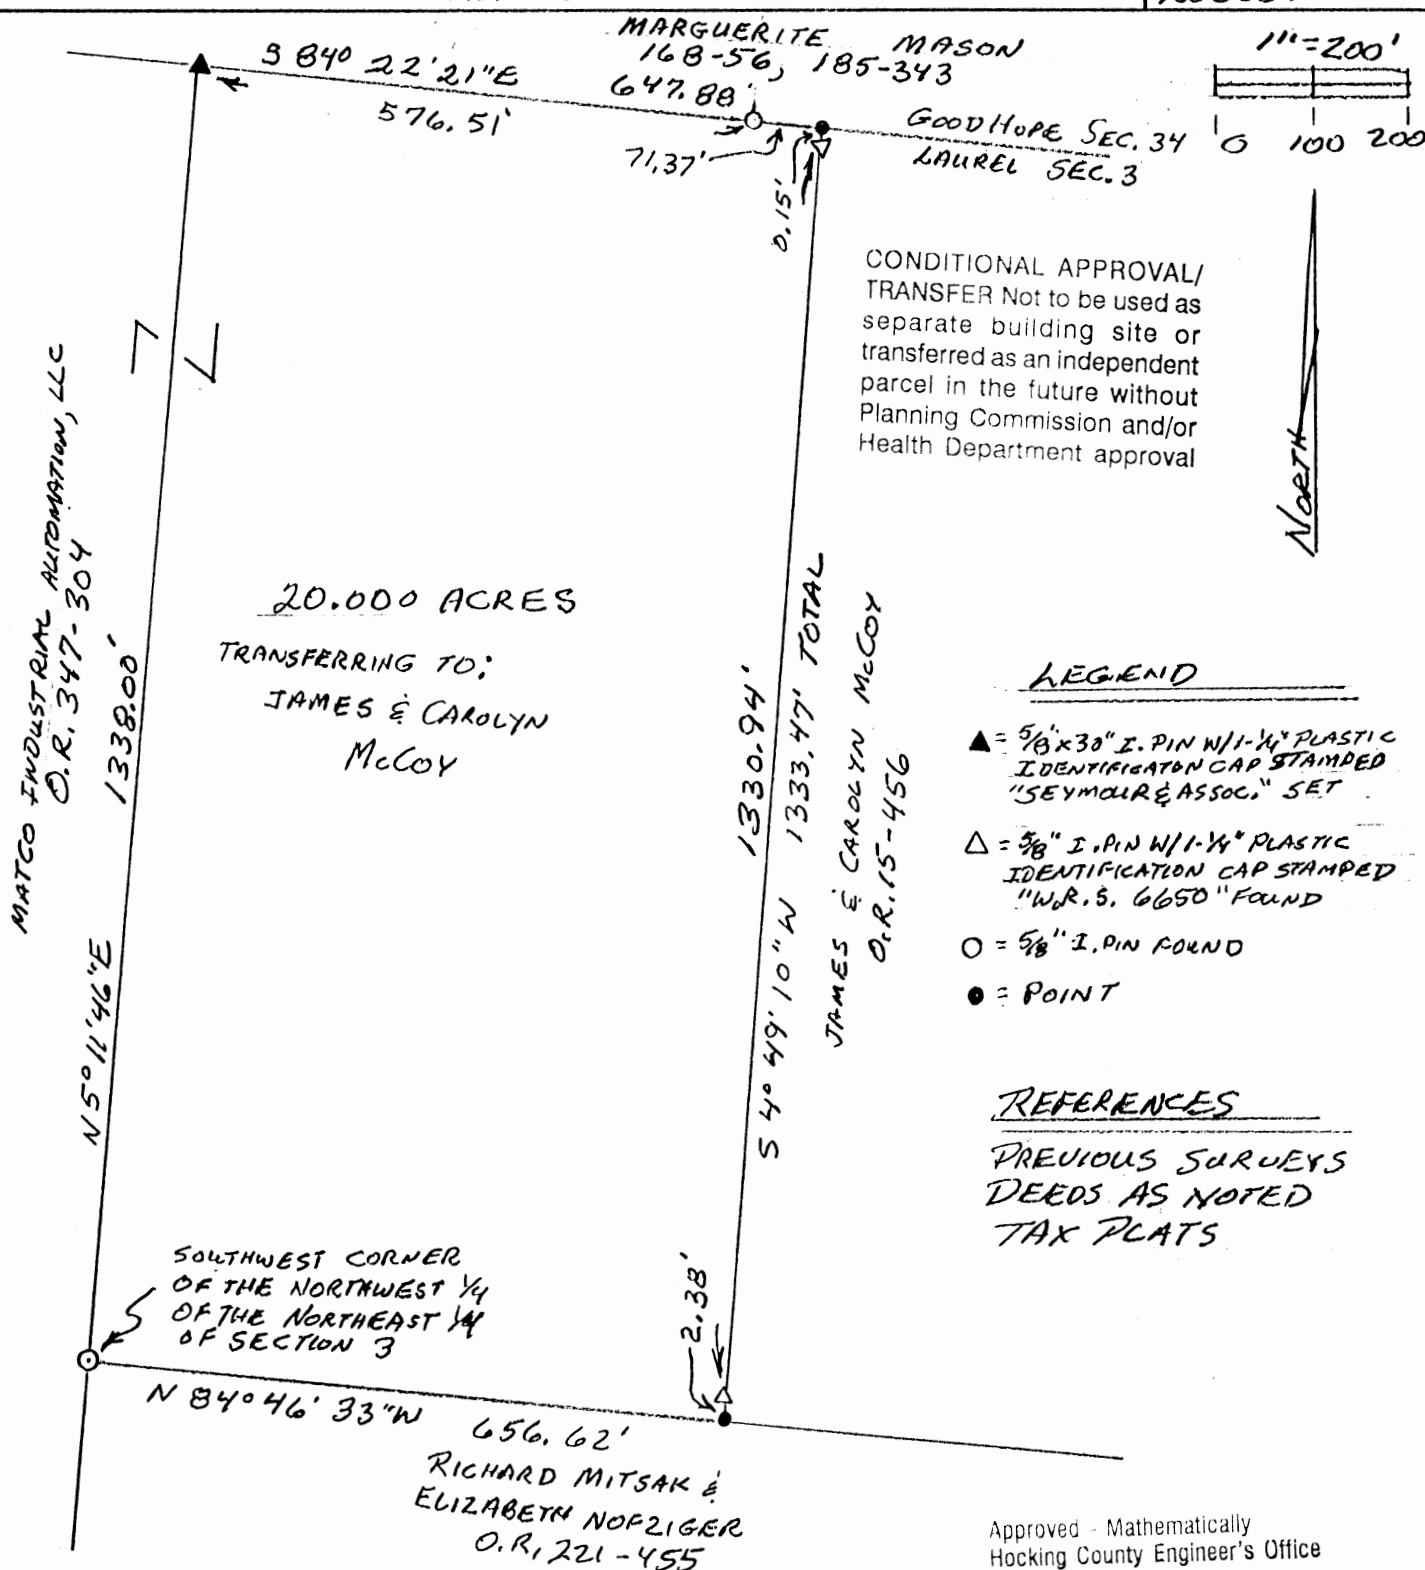 MARGUERITE MASON
168-56, 185-343
1"=200'
0 100 200
S 84° 22' 21" E
647.88'
576.51'
71.37'
0.15'
GOODHOPE SEC. 34
LAUREL SEC. 3
CONDITIONAL APPROVAL/
TRANSFER Not to be used as
separate building site or
transferred as an independent
parcel in the future without
Planning Commission and/or
Health Department approval
NORTH
MATCO INDUSTRIAL AUTOMATION, LLC
O.R. 347-304
1338.00'
N 5° 11' 46" E
20.000 ACRES
TRANSFERRING TO:
JAMES & CAROLYN
McCOY
1330.94'
S 4° 49' 10" W 1333.47' TOTAL
JAMES & CAROLYN McCOY
O.R. 15-456
LEGEND
▲ = 5/8" x 30" I. PIN W/ 1-1/4" PLASTIC
IDENTIFICATON CAP STAMPED
"SEYMOUR & ASSOC." SET
△ = 5/8" I. PIN W/ 1-1/4" PLASTIC
IDENTIFICATION CAP STAMPED
"W.R.S. 6650" FOUND
○ = 5/8" I. PIN FOUND
● = POINT
REFERENCES
PREVIOUS SURVEYS
DEEDS AS NOTED
TAX PLATS
SOUTHWEST CORNER
OF THE NORTHWEST 1/4
OF THE NORTHEAST 1/4
OF SECTION 3
2.38'
N 84° 46' 33" W
656.62'
RICHARD MITSAK &
ELIZABETH NOFZIGER
O.R. 221-455
Approved - Mathematically
Hocking County Engineer's Office